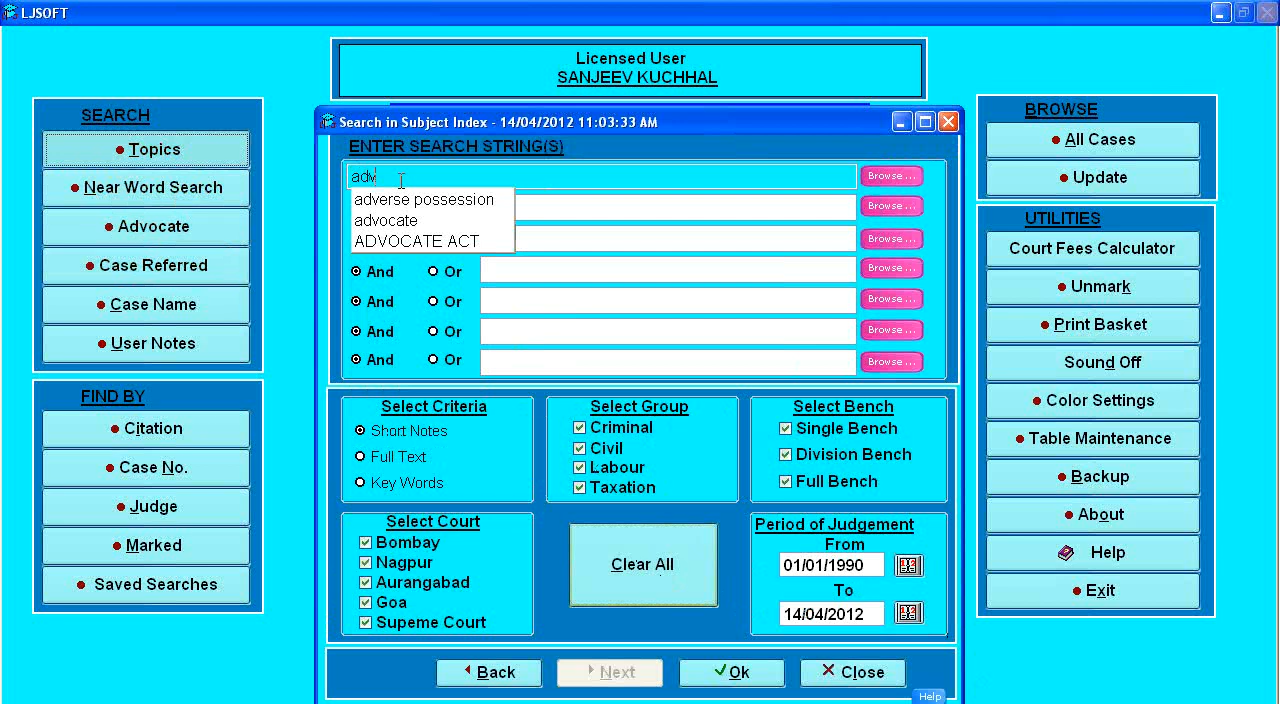 LJSOFT
Licensed User
SANJEEV KUCHHAL
SEARCH
Topics
Near Word Search
Advocate
Case Referred
Case Name
User Notes
FIND BY
Citation
Case No.
Judge
Marked
Saved Searches
Search in Subject Index - 14/04/2012 11:03:33 AM
ENTER SEARCH STRING(S)
adv
Browse ...
adverse possession
advocate
ADVOCATE ACT
Browse ...
Browse ...
And Or Browse ...
And Or Browse ...
And Or Browse ...
And Or Browse ...
Select Criteria
Short Notes
Full Text
Key Words
Select Group
Criminal
Civil
Labour
Taxation
Select Bench
Single Bench
Division Bench
Full Bench
Select Court
Bombay
Nagpur
Aurangabad
Goa
Supeme Court
Clear All
Period of Judgement
From
01/01/1990
To
14/04/2012
Back
Next
Ok
Close
Help
BROWSE
All Cases
Update
UTILITIES
Court Fees Calculator
Unmark
Print Basket
Sound Off
Color Settings
Table Maintenance
Backup
About
Help
Exit